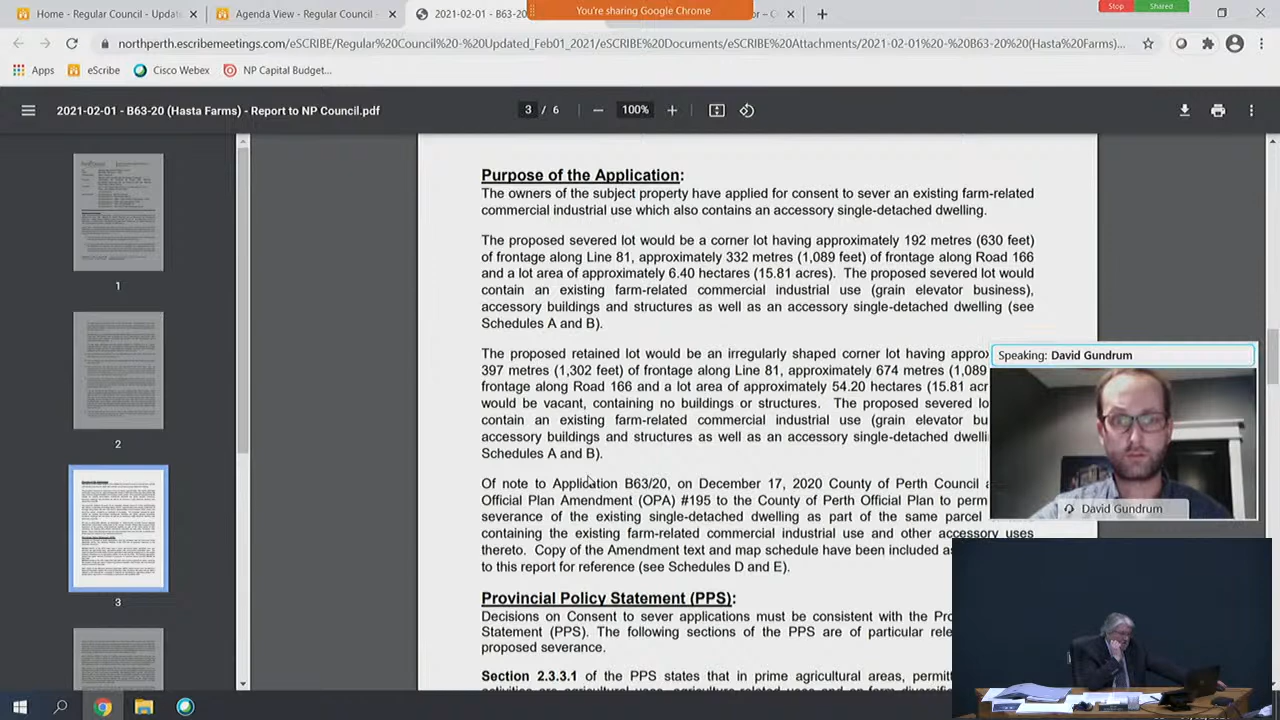 Home - Regular Council - Updat
Agenda View - Regular Council -
2021-02-01 - B63-20
You're sharing Google Chrome
Stop
Shared
northperth.escribemeetings.com/eSCRIBE/Regular%20Council%20-%20Updated_Feb01_2021/eSCRIBE%20Documents/eSCRIBE%20Attachments/2021-02-01%20-%20B63-20%20(Hasta%20Farms)...
Apps
eScribe
Cisco Webex
NP Capital Budget...
2021-02-01 - B63-20 (Hasta Farms) - Report to NP Council.pdf
3 / 6
100%
1
2
3
Purpose of the Application:
The owners of the subject property have applied for consent to sever an existing farm-related
commercial industrial use which also contains an accessory single-detached dwelling.
The proposed severed lot would be a corner lot having approximately 192 metres (630 feet)
of frontage along Line 81, approximately 332 metres (1,089 feet) of frontage along Road 166
and a lot area of approximately 6.40 hectares (15.81 acres). The proposed severed lot would
contain an existing farm-related commercial industrial use (grain elevator business),
accessory buildings and structures as well as an accessory single-detached dwelling (see
Schedules A and B).
The proposed retained lot would be an irregularly shaped corner lot having appro
397 metres (1,302 feet) of frontage along Line 81, approximately 674 metres (1,089
frontage along Road 166 and a lot area of approximately 54.20 hectares (15.81 acr
would be vacant, containing no buildings or structures. The proposed severed lo
contain an existing farm-related commercial industrial use (grain elevator bu
accessory buildings and structures as well as an accessory single-detached dwelli
Schedules A and B).
Of note to Application B63/20, on December 17, 2020 County of Perth Council a
Official Plan Amendment (OPA) #195 to the County of Perth Official Plan to perm
severance of the existing single-detached dwelling as part of the same parcel
containing the existing farm-related commercial industrial use and other accessory uses
thereto. Copy of the Amendment text and map schedule have been included as
to this report for reference (see Schedules D and E).
Provincial Policy Statement (PPS):
Decisions on Consent to sever applications must be consistent with the Pro
Statement (PPS). The following sections of the PPS are of particular rele
proposed severance.
Section 2.3.3.1 of the PPS states that in prime agricultural areas, permit
Speaking: David Gundrum
David Gundrum